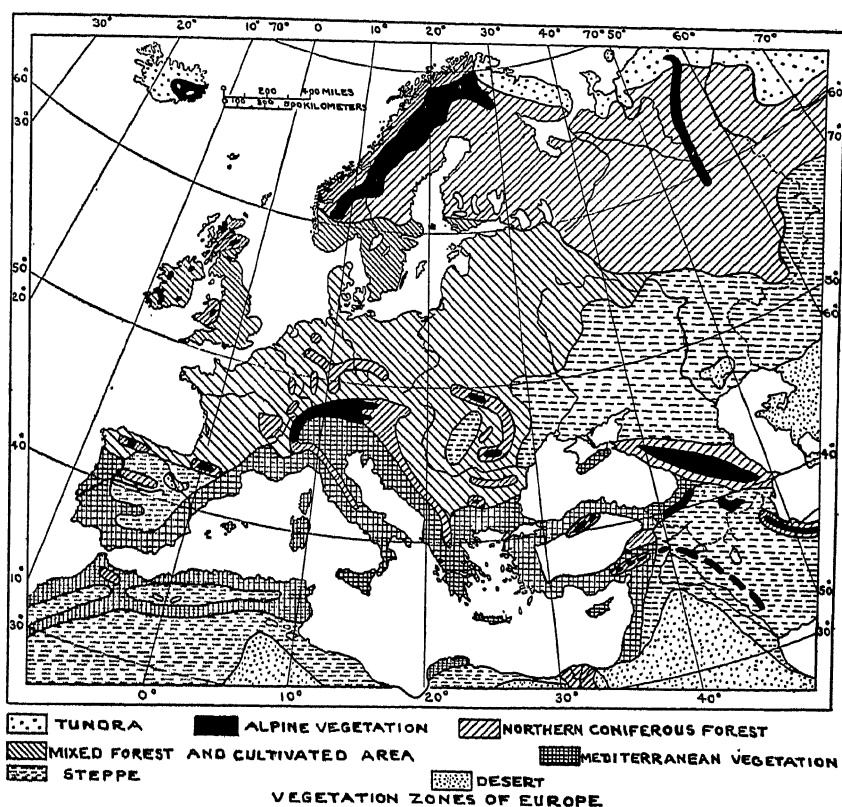 30° 20° 10° 0 10° 20° 30° 40° 70° 50° 60° 70°
60°
30°
50°
20°
40°
10°
30°
200 400 MILES
100 300 500 KILOMETERS
60°
70°
50°
60°
40°
50°
30°
0° 10° 20° 30° 40°
TUNDRA ALPINE VEGETATION NORTHERN CONIFEROUS FOREST
MIXED FOREST AND CULTIVATED AREA MEDITERRANEAN VEGETATION
STEPPE DESERT
VEGETATION ZONES OF EUROPE